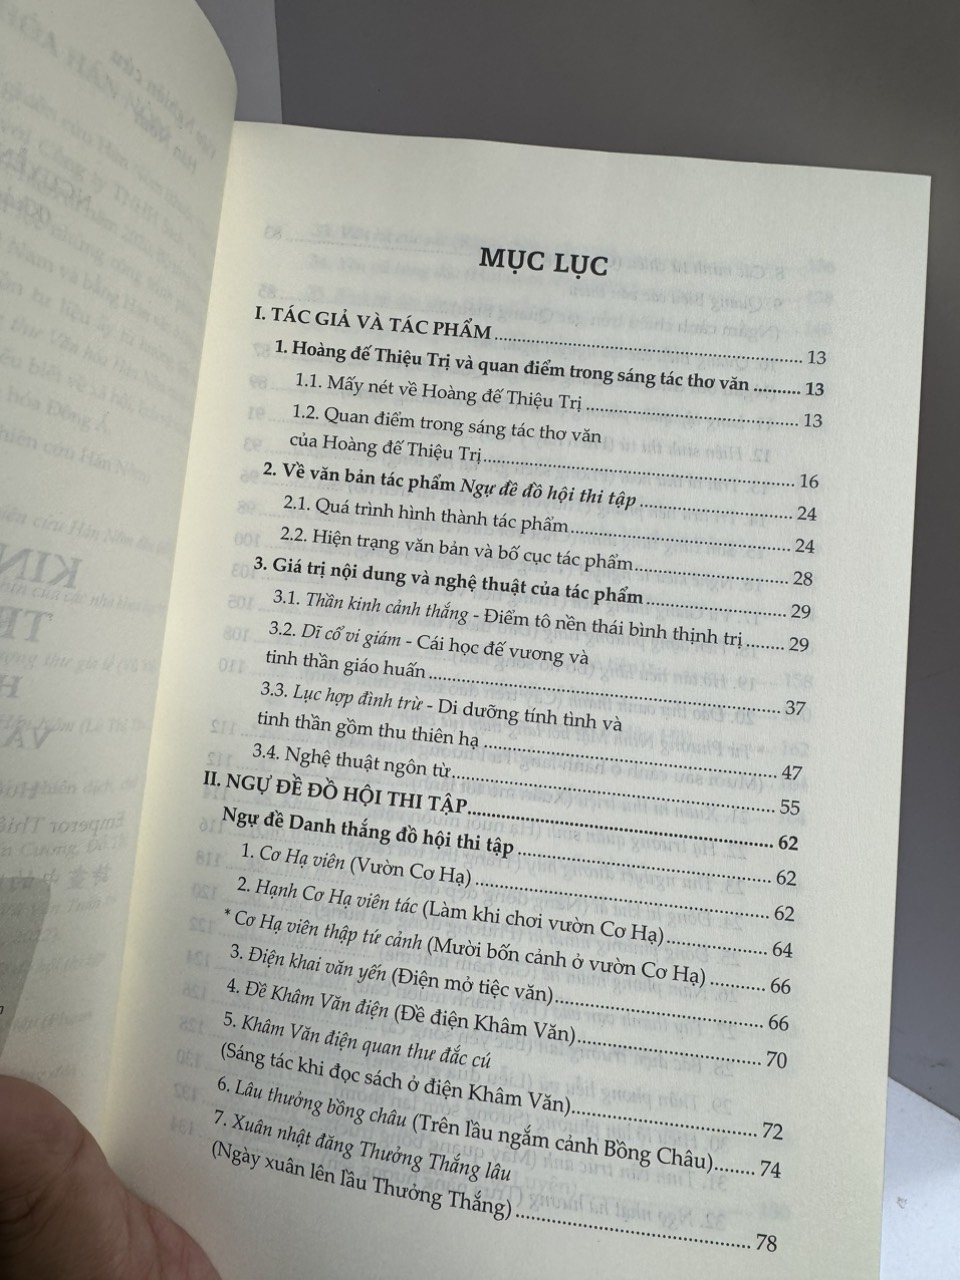 MỤC LỤC
I. TÁC GIẢ VÀ TÁC PHẨM ... 13
1. Hoàng đế Thiệu Trị và quan điểm trong sáng tác thơ văn ... 13
1.1. Mấy nét về Hoàng đế Thiệu Trị ... 13
1.2. Quan điểm trong sáng tác thơ văn
của Hoàng đế Thiệu Trị ... 16
2. Về văn bản tác phẩm Ngự đề đồ hội thi tập ... 24
2.1. Quá trình hình thành tác phẩm ... 24
2.2. Hiện trạng văn bản và bố cục tác phẩm ... 28
3. Giá trị nội dung và nghệ thuật của tác phẩm ... 29
3.1. Thần kinh cảnh thắng - Điểm tô nền thái bình thịnh trị ... 29
3.2. Dĩ cổ vi giám - Cái học đế vương và
tinh thần giáo huấn ... 37
3.3. Lục hợp đình trừ - Di dưỡng tính tình và
tinh thần gồm thu thiên hạ ... 47
3.4. Nghệ thuật ngôn từ ... 55
II. NGỰ ĐỀ ĐỒ HỘI THI TẬP ... 62
Ngự đề Danh thắng đồ hội thi tập ... 62
1. Cơ Hạ viên (Vườn Cơ Hạ) ... 62
2. Hạnh Cơ Hạ viên tác (Làm khi chơi vườn Cơ Hạ) ... 64
* Cơ Hạ viên thập tứ cảnh (Mười bốn cảnh ở vườn Cơ Hạ) ... 66
3. Điện khai văn yến (Điện mở tiệc văn) ... 66
4. Đề Khâm Văn điện (Đề điện Khâm Văn) ... 70
5. Khâm Văn điện quan thư đắc cú
(Sáng tác khi đọc sách ở điện Khâm Văn) ... 72
6. Lâu thưởng bồng châu (Trên lầu ngắm cảnh Bồng Châu) ... 74
7. Xuân nhật đăng Thưởng Thắng lâu
(Ngày xuân lên lầu Thưởng Thắng) ... 78